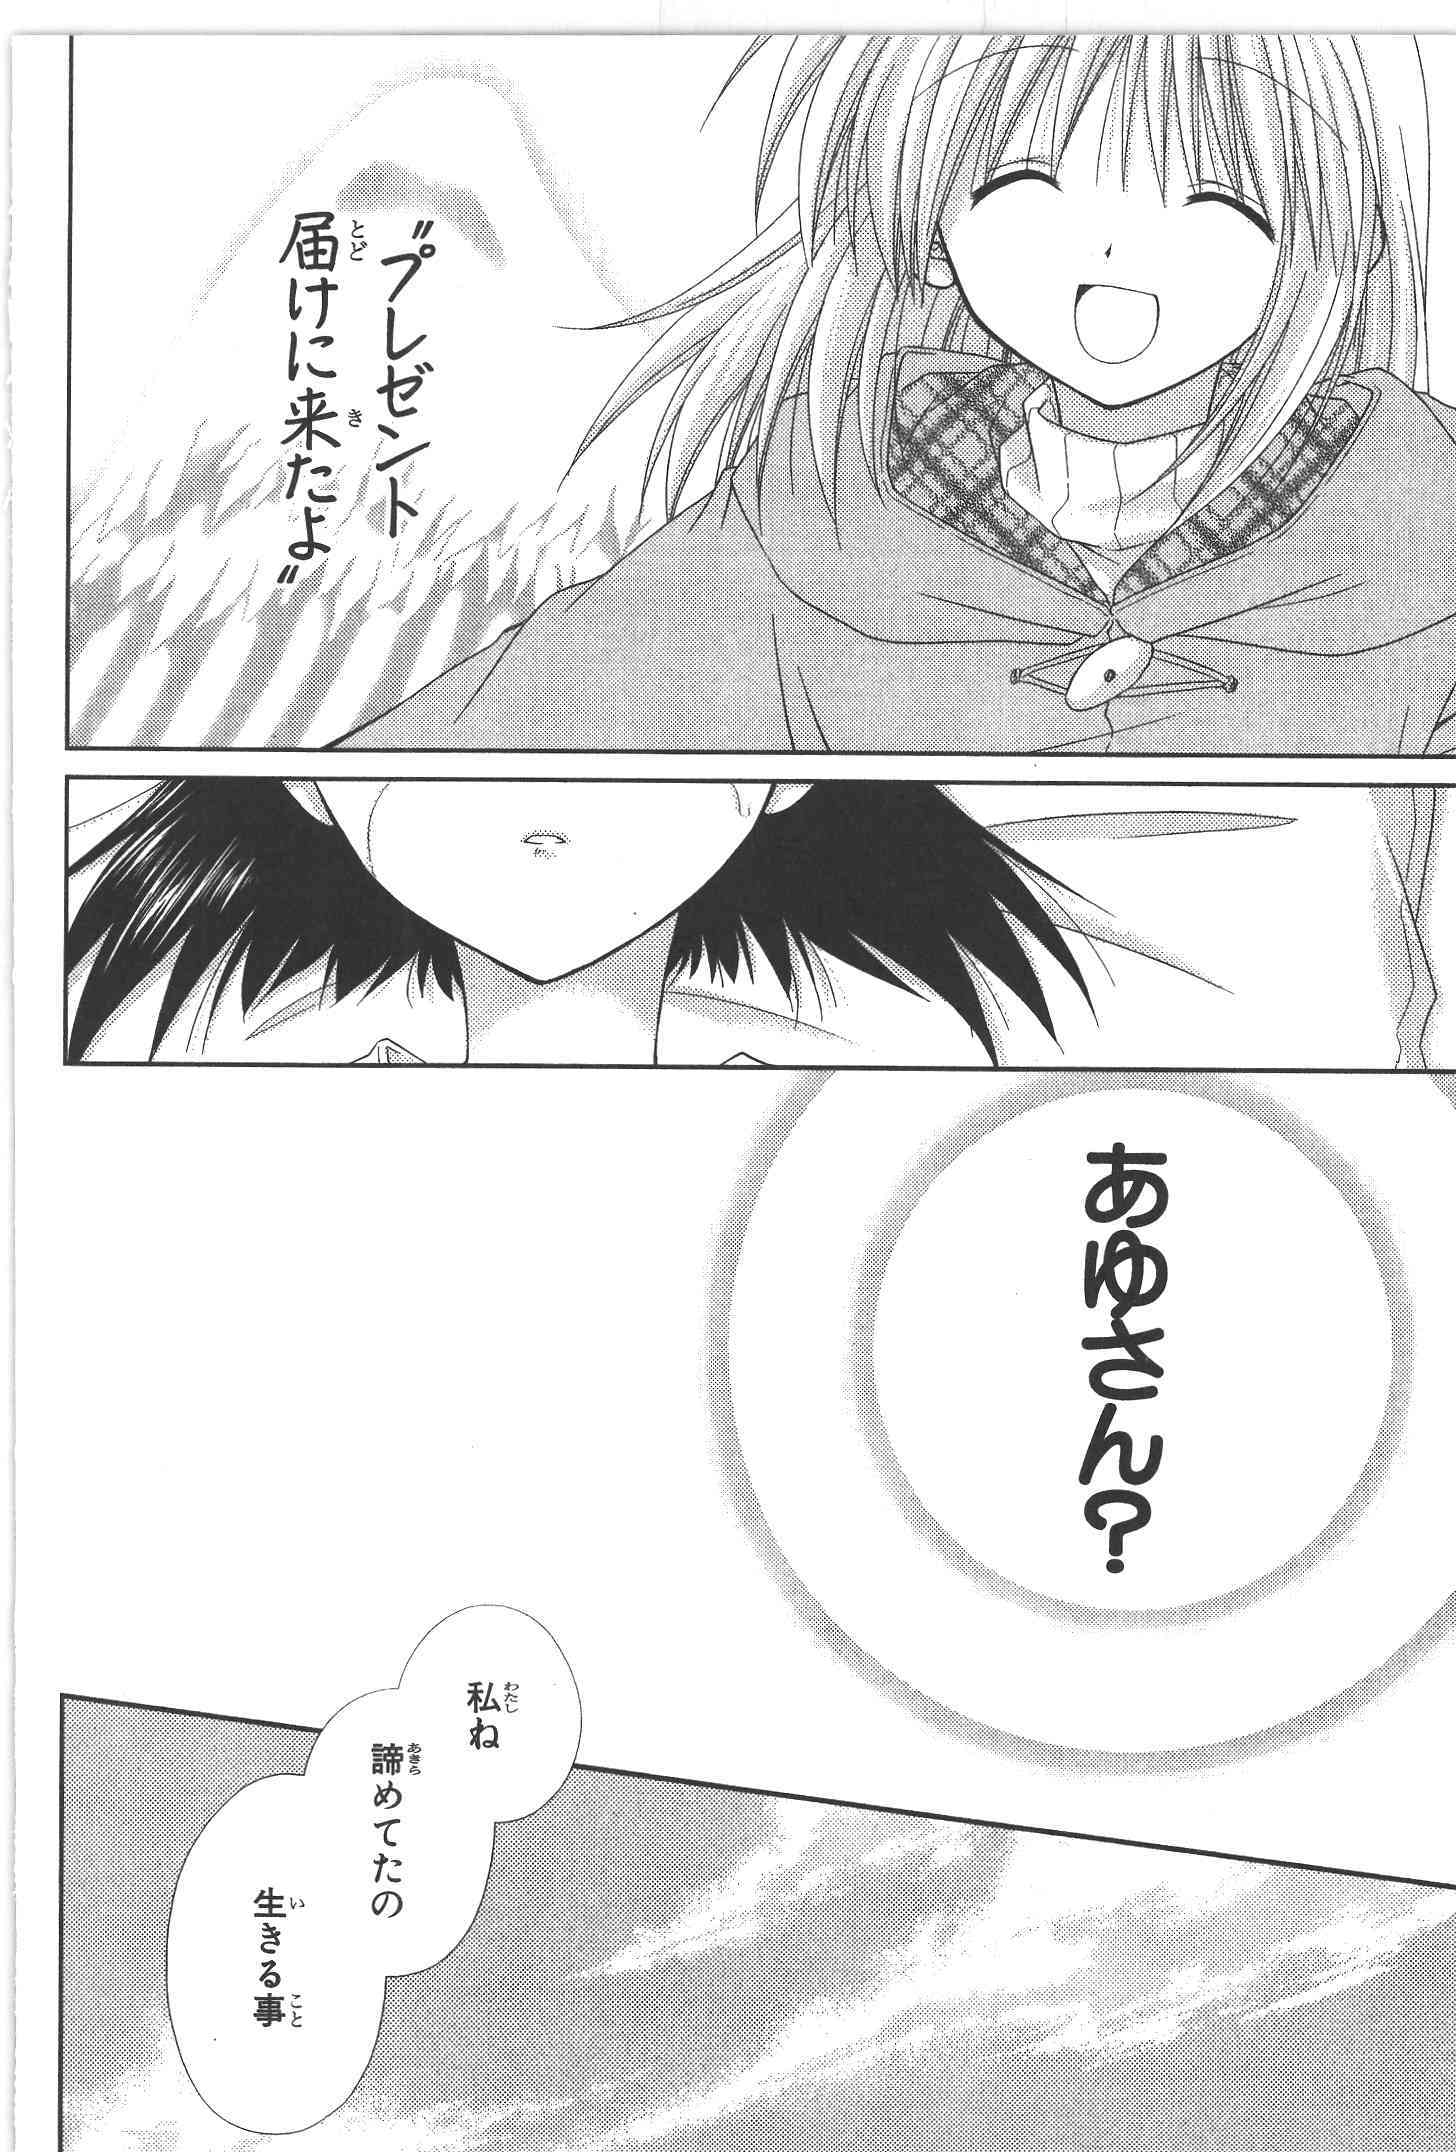 〝プレゼント
届けに来たよ〟
あゆさん?
私ね
諦めてたの
生きる事